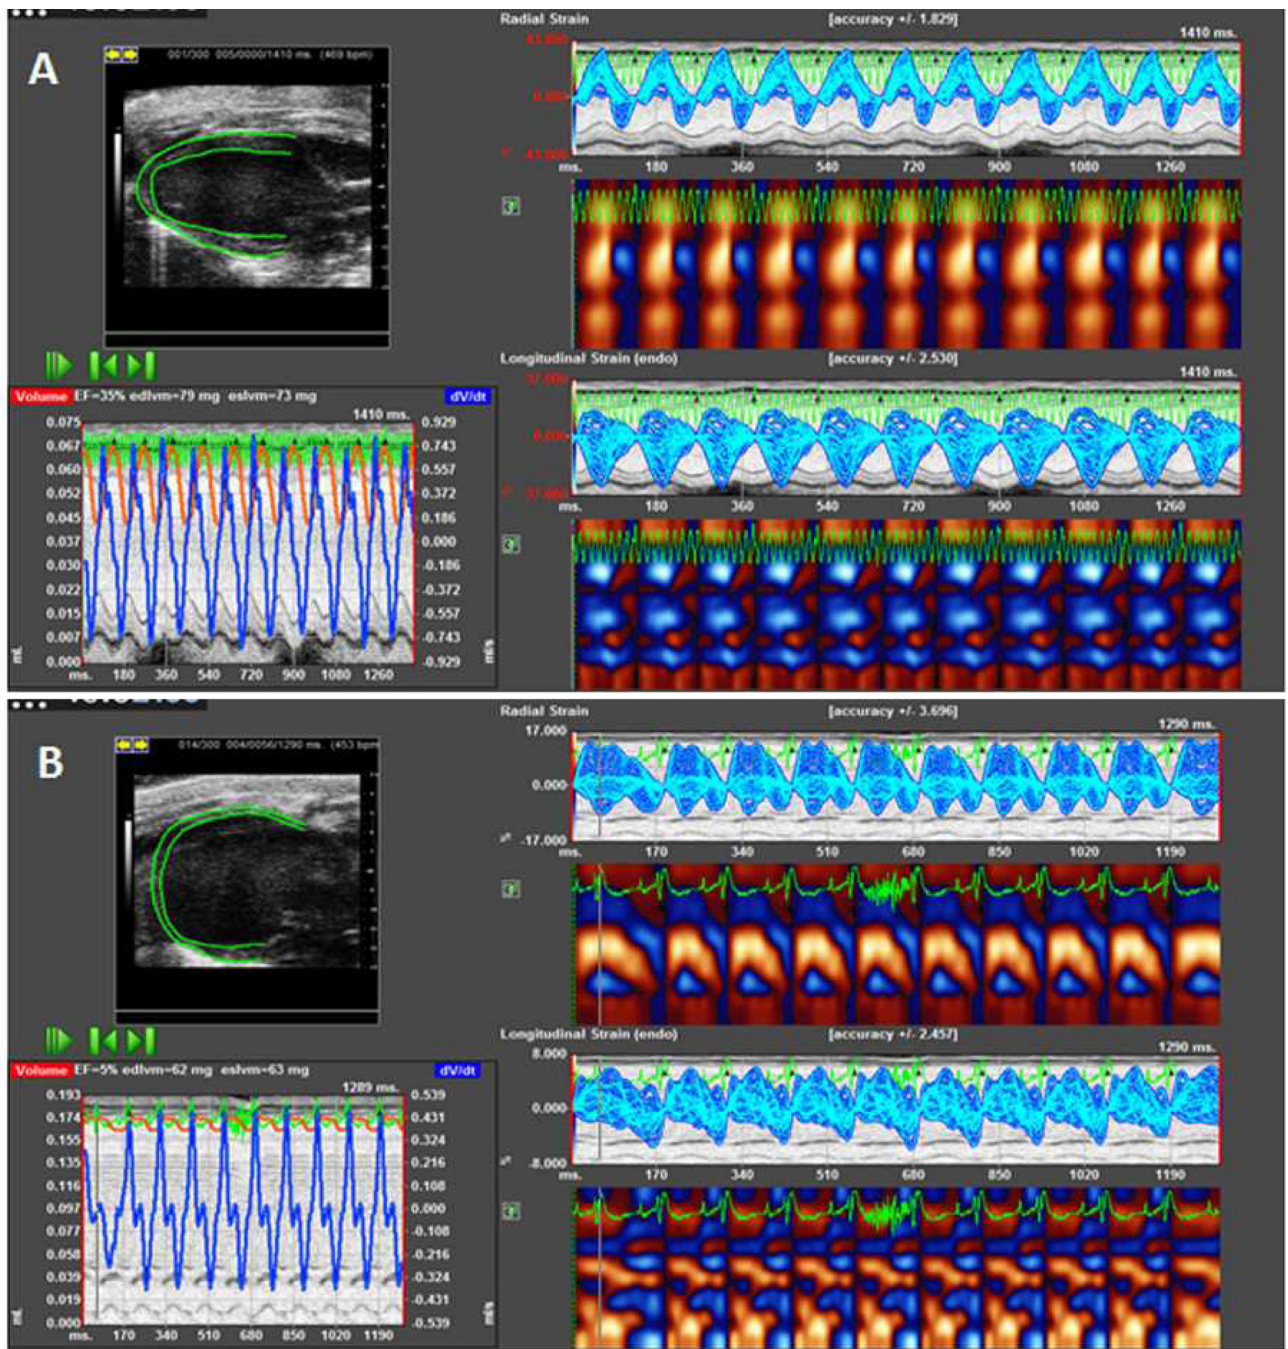 A
001/300 005/0000/1410 ms. (469 bpm)
Radial Strain [accuracy +/- 1.829]
1410 ms.
0.000
ms. 180 360 540 720 900 1080 1260
Longitudinal Strain (endo) [accuracy +/- 2.530]
1410 ms.
0.000
ms. 180 360 540 720 900 1080 1260
Volume EF=35% edlvm=79 mg eslvm=73 mg dV/dt
1410 ms.
0.075 0.929
0.067 0.743
0.060 0.557
0.052 0.372
0.045 0.186
0.037 0.000
0.030 -0.186
0.022 -0.372
0.015 -0.557
0.007 -0.743
0.000 -0.929
mL ml/s
ms. 180 360 540 720 900 1080 1260
B
014/300 004/0056/1290 ms. (453 bpm
Radial Strain [accuracy +/- 3.696]
17.000 1290 ms.
0.000
%
-17.000
ms. 170 340 510 680 850 1020 1190
Longitudinal Strain (endo) [accuracy +/- 2.457]
8.000 1290 ms.
0.000
%
-8.000
ms. 170 340 510 680 850 1020 1190
Volume EF=5% edlvm=62 mg eslvm=63 mg dV/dt
1289 ms.
0.193 0.539
0.174 0.431
0.155 0.324
0.135 0.216
0.116 0.108
0.097 0.000
0.077 -0.108
0.058 -0.216
0.039 -0.324
0.019 -0.431
0.000 -0.539
mL ml/s
ms. 170 340 510 680 850 1020 1190